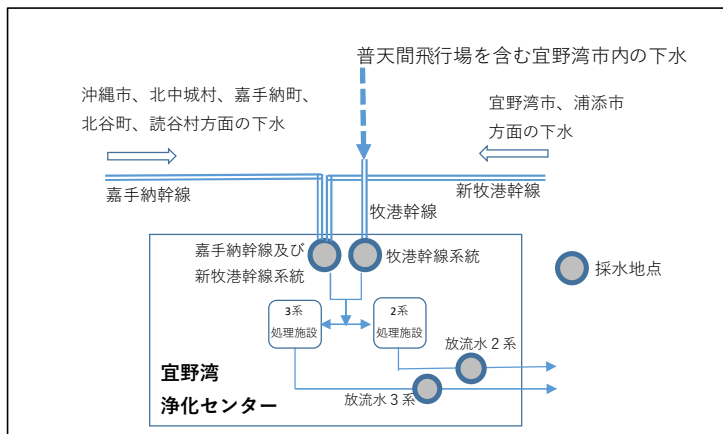 普天間飛行場を含む宜野湾市内の下水
沖縄市、北中城村、嘉手納町、
北谷町、読谷村方面の下水
宜野湾市、浦添市
方面の下水
嘉手納幹線
新牧港幹線
牧港幹線
嘉手納幹線及び
新牧港幹線系統
牧港幹線系統
採水地点
3系
処理施設
2系
処理施設
放流水２系
宜野湾
浄化センター
放流水３系